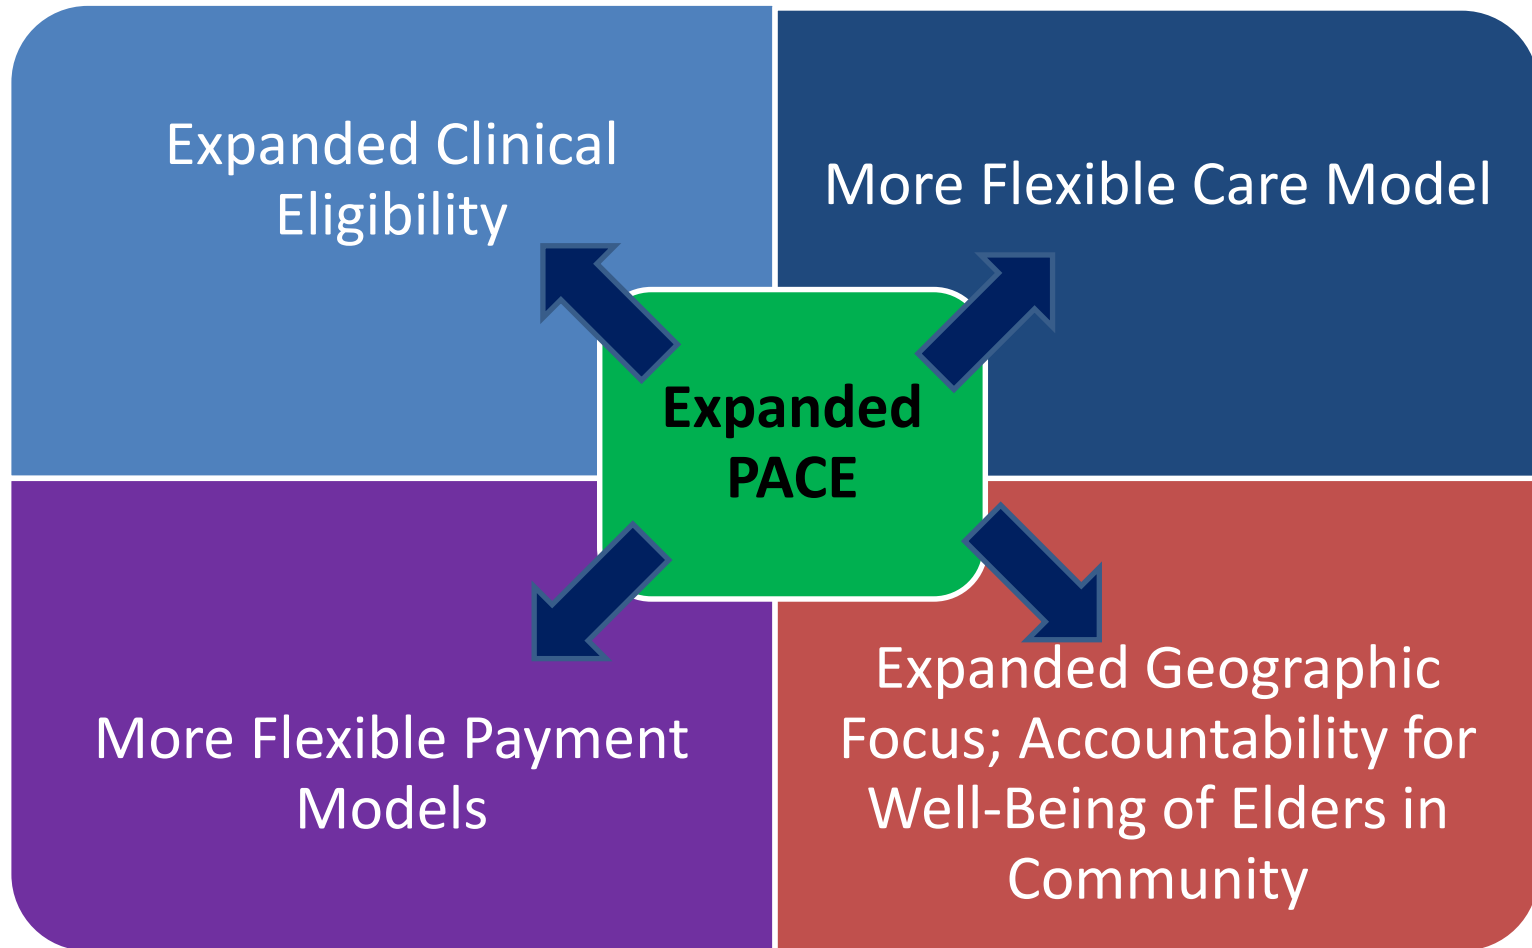 Expanded Clinical
Eligibility
More Flexible Care Model
Expanded
PACE
More Flexible Payment
Models
Expanded Geographic
Focus; Accountability for
Well-Being of Elders in
Community